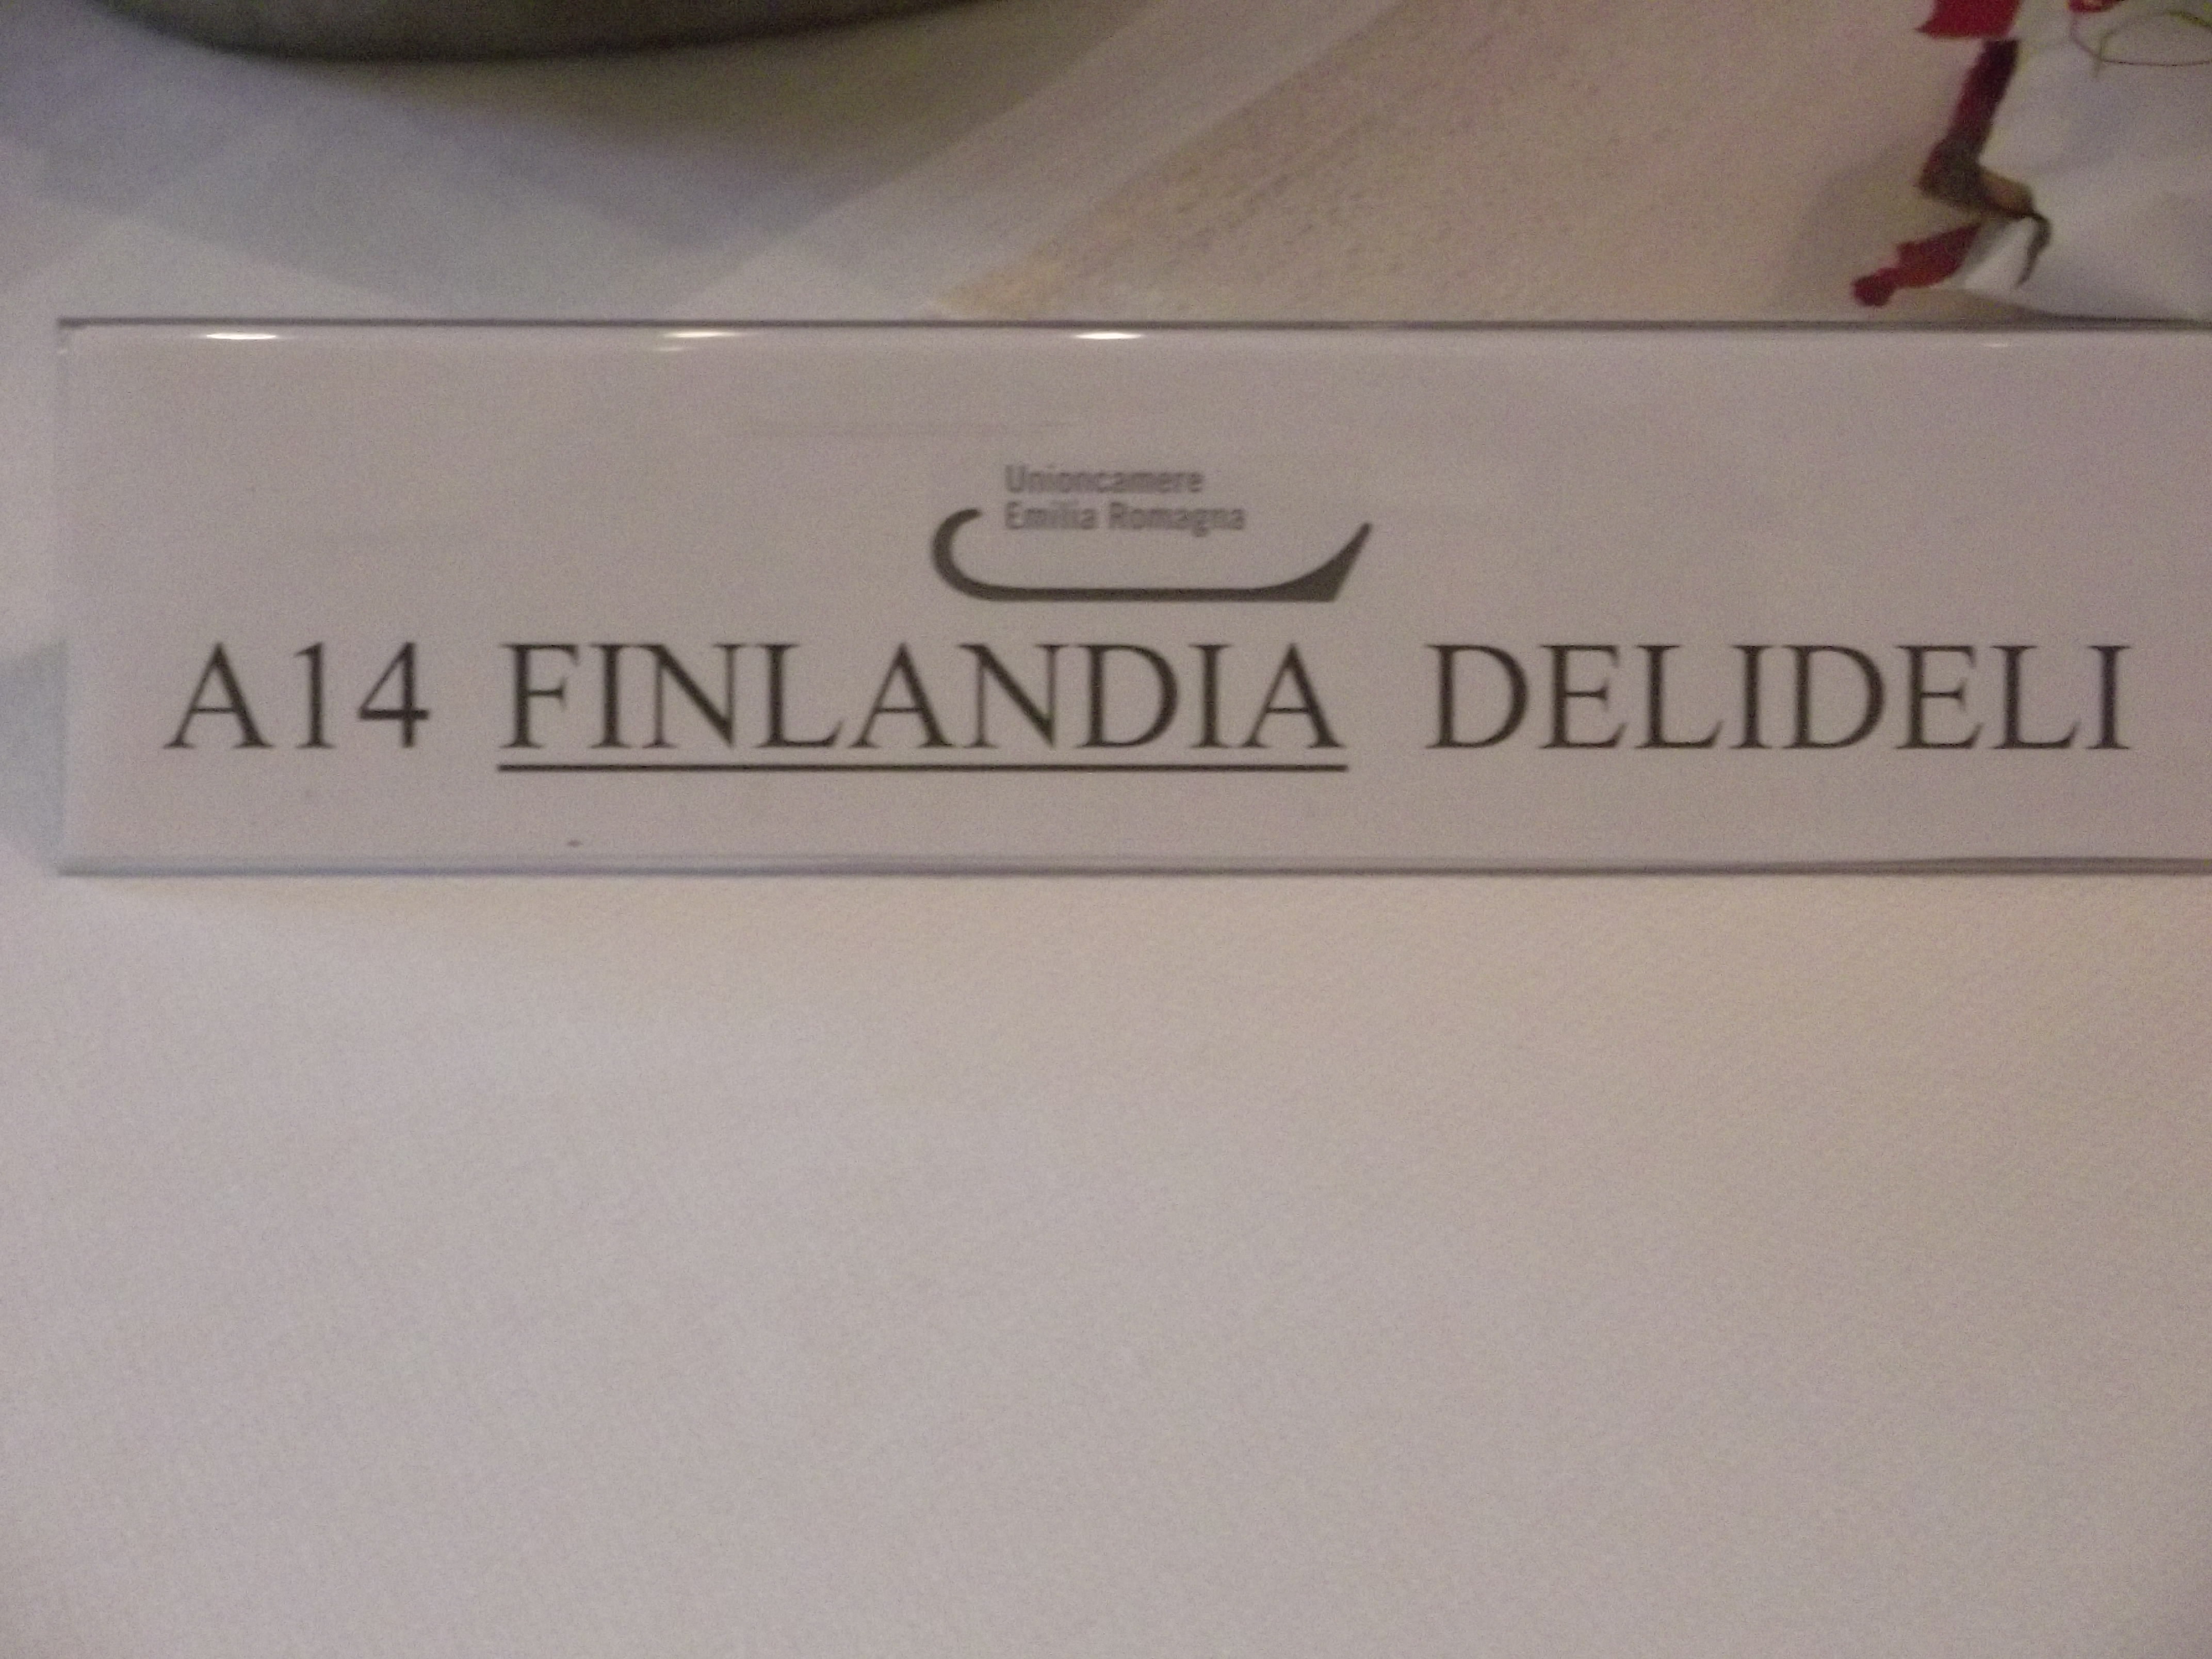 Unioncamere
Emilia Romagna
A14 FINLANDIA DELIDELI